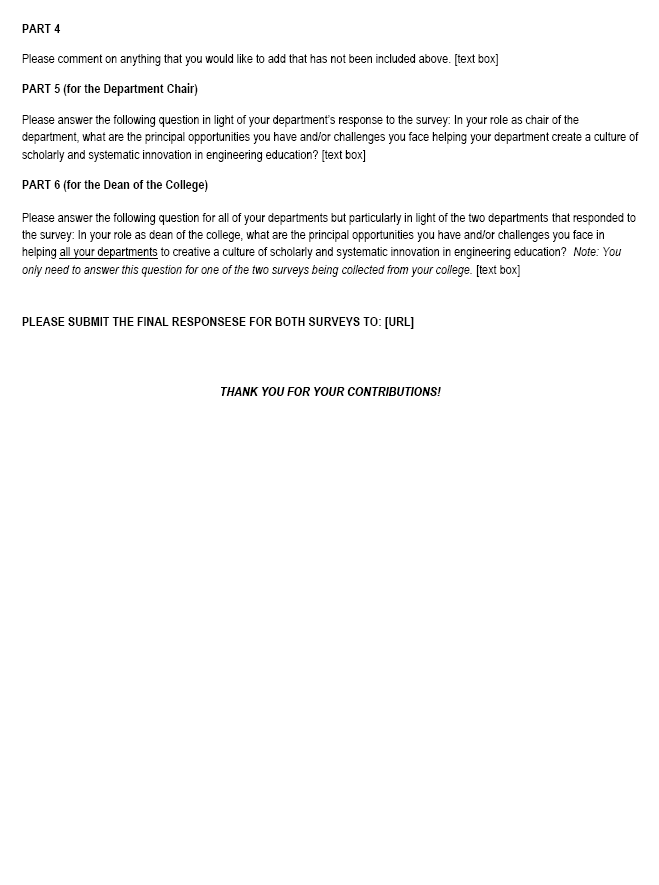 PART 4
Please comment on anything that you would like to add that has not been included above. [text box]
PART 5 (for the Department Chair)
Please answer the following question in light of your department's response to the survey: In your role as chair of the
department, what are the principal opportunities you have and/or challenges you face helping your department create a culture of
scholarly and systematic innovation in engineering education? [text box]
PART 6 (for the Dean of the College)
Please answer the following question for all of your departments but particularly in light of the two departments that responded to
the survey: In your role as dean of the college, what are the principal opportunities you have and/or challenges you face in
helping all your departments to creative a culture of scholarly and systematic innovation in engineering education? Note: You
only need to answer this question for one of the two surveys being collected from your college. [text box]
PLEASE SUBMIT THE FINAL RESPONSESE FOR BOTH SURVEYS TO: [URL]
THANK YOU FOR YOUR CONTRIBUTIONS!